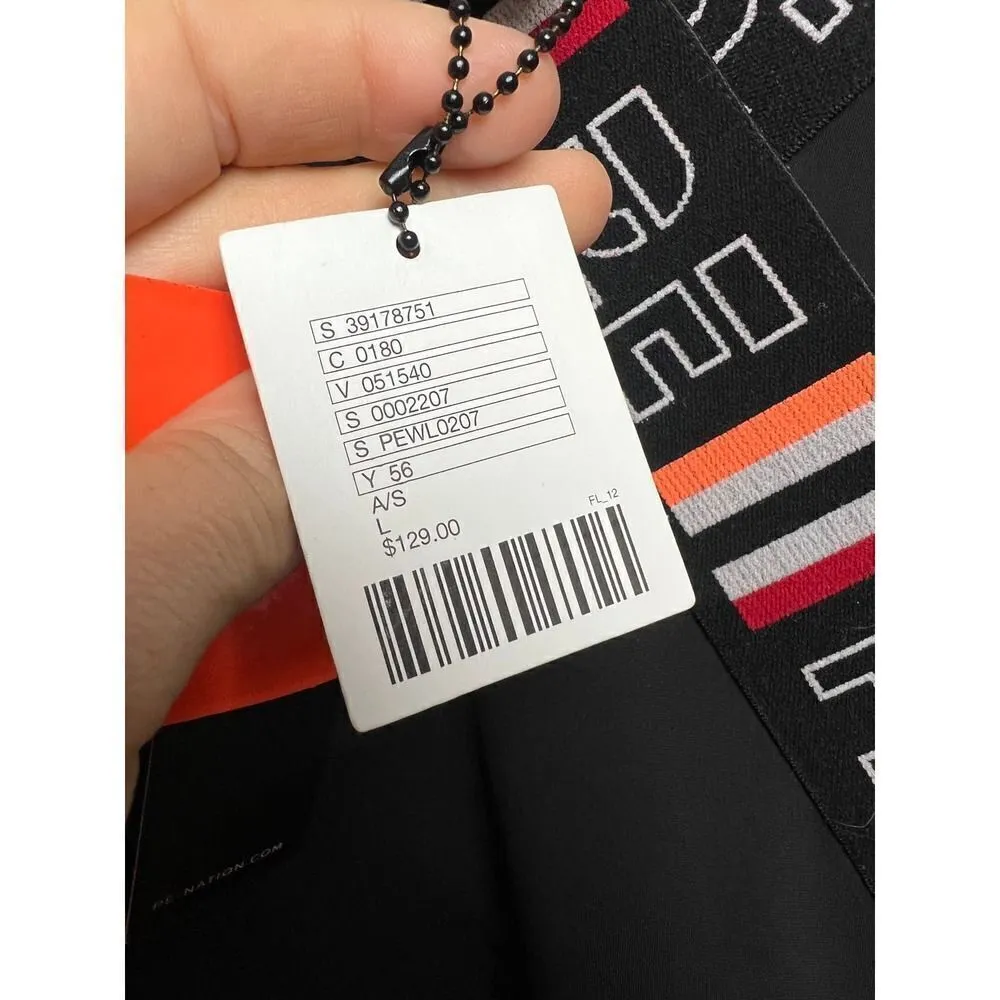 S 39178751
C 0180
V 051540
S 0002207
S PEWL0207
Y 56
A/S
L
$129.00
FL_12
PE-NATION.COM